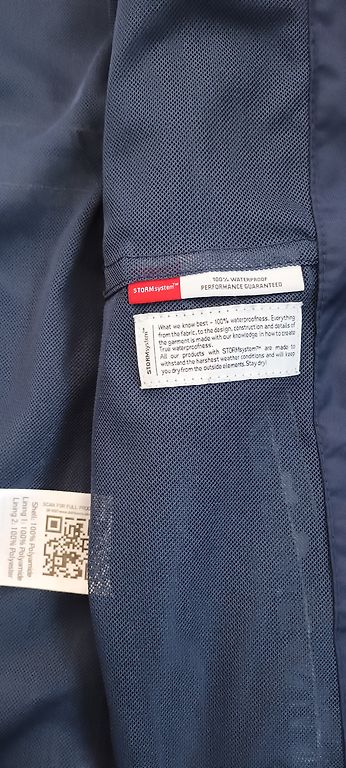 STORMsystem™
100% WATERPROOF
PERFORMANCE GUARANTEED
STORMsystem™
What we know best - 100% waterproofness. Everything
from the fabric, to the design, construction and details of
the garment is made with our knowledge in how to create
True waterproofness.
All our products with STORMsystem™ are made to
withstand the harshest weather conditions and will keep
you dry from the outside elements. Stay dry!
SCAN FOR FULL
Shell: 100% Polyamide
Lining 1: 100% Polyamide
Lining 2: 100% Polyester